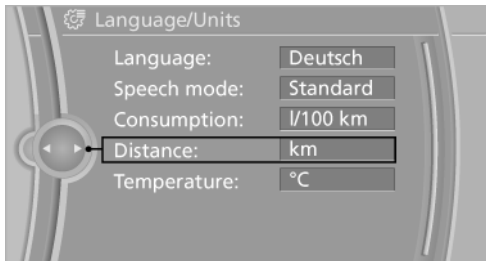 Language/Units
Language: Deutsch
Speech mode: Standard
Consumption: l/100 km
Distance: km
Temperature: °C